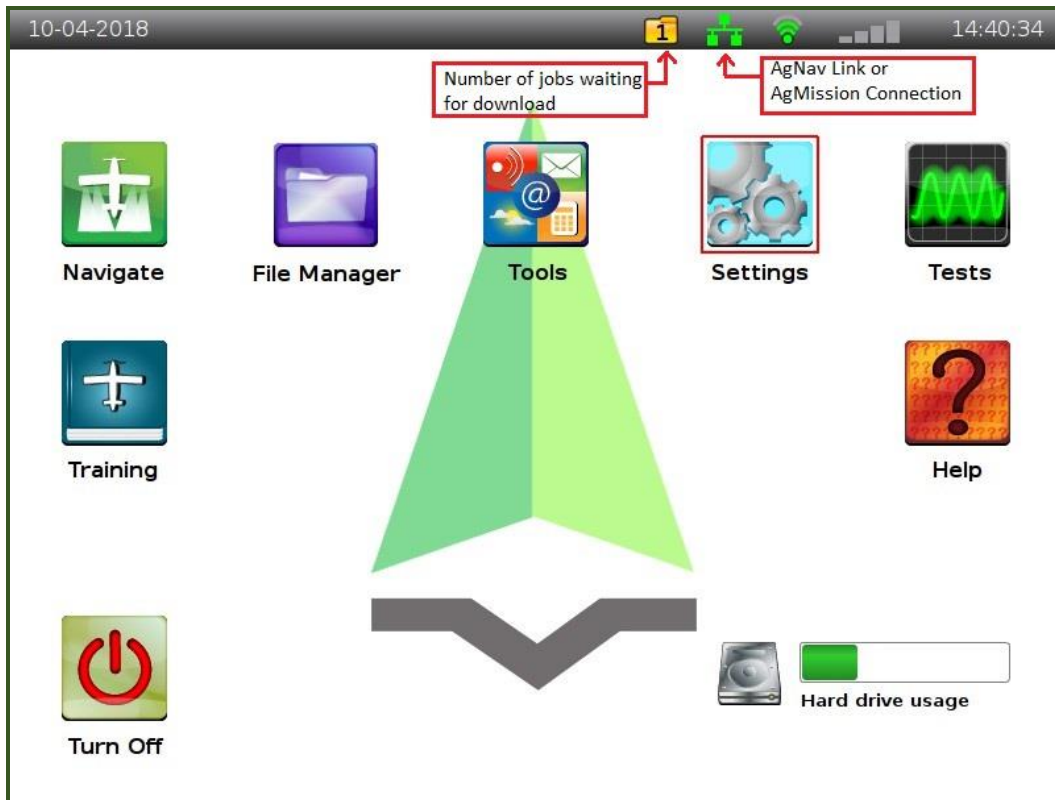 10-04-2018
1
14:40:34
Number of jobs waiting
for download
AgNav Link or
AgMission Connection
@
Navigate
File Manager
Tools
Settings
Tests
?
Training
Help
Hard drive usage
Turn Off